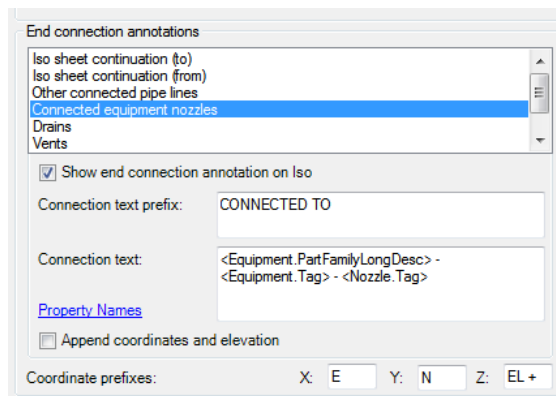 End connection annotations
Iso sheet continuation (to)
Iso sheet continuation (from)
Other connected pipe lines
Connected equipment nozzles
Drains
Vents
Show end connection annotation on Iso
Connection text prefix: CONNECTED TO
Connection text: <Equipment.PartFamilyLongDesc> -
<Equipment.Tag> - <Nozzle.Tag>
Property Names
Append coordinates and elevation
Coordinate prefixes: X: E Y: N Z: EL +